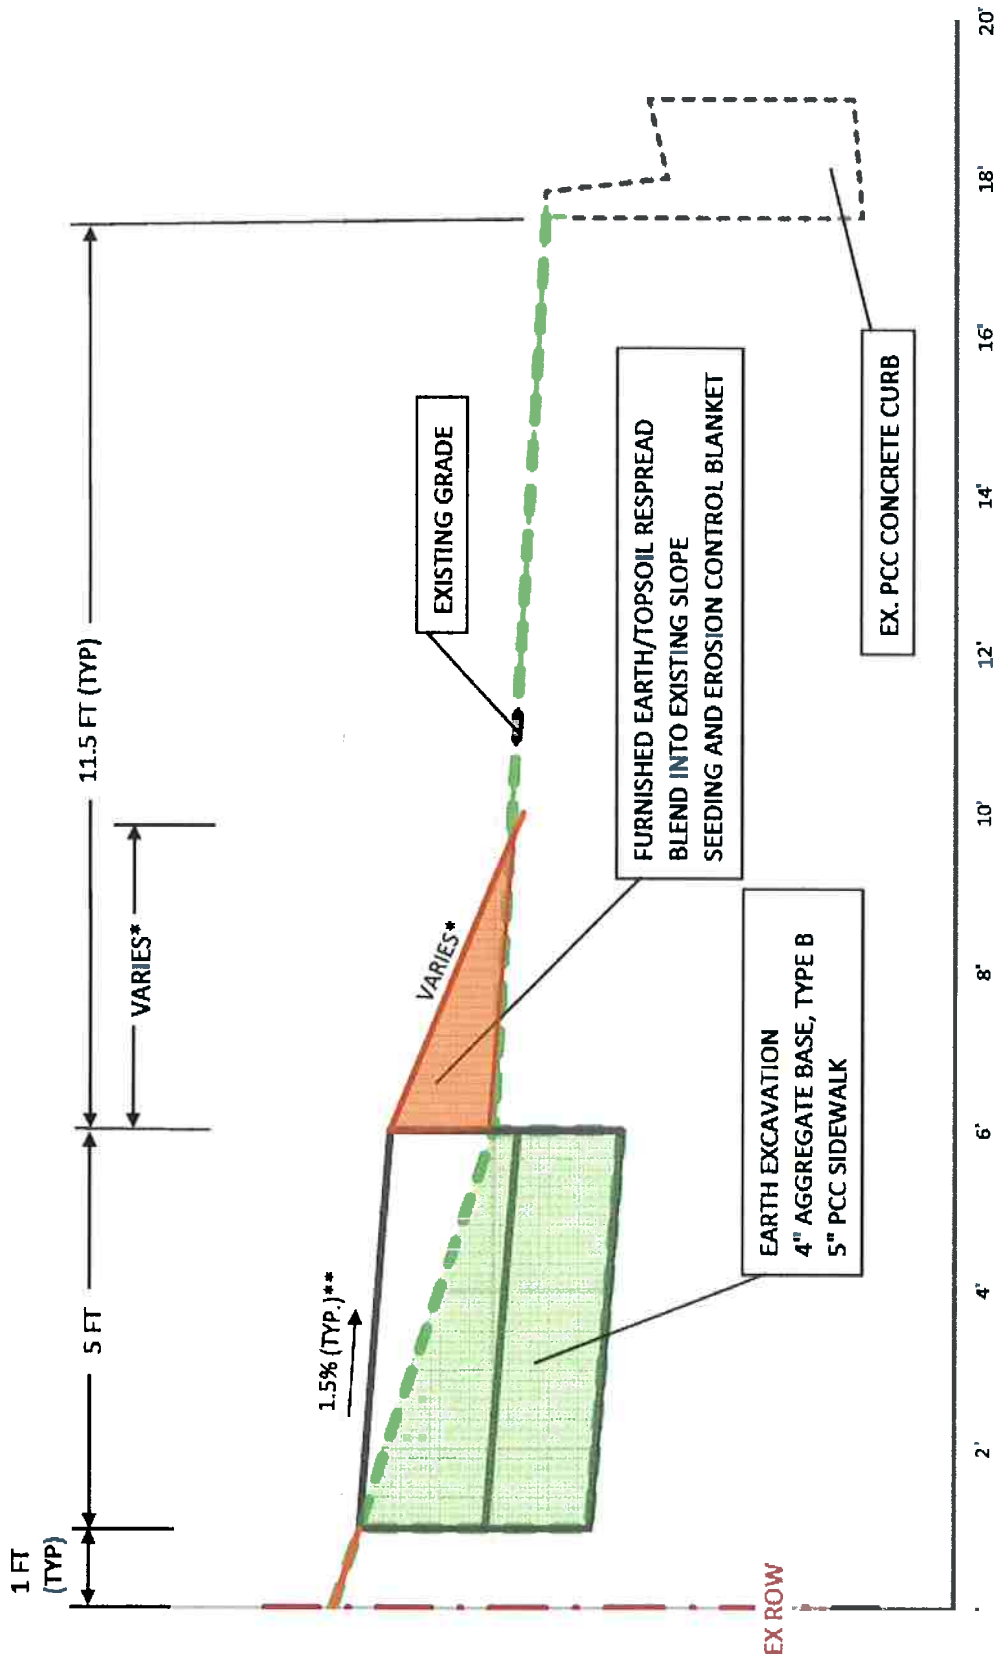 1 FT
(TYP)
5 FT
11.5 FT (TYP)
VARIES*
1.5% (TYP.)**
VARIES*
EXISTING GRADE
FURNISHED EARTH/TOPSOIL RESPREAD
BLEND INTO EXISTING SLOPE
SEEDING AND EROSION CONTROL BLANKET
EARTH EXCAVATION
4" AGGREGATE BASE, TYPE B
5" PCC SIDEWALK
EX. PCC CONCRETE CURB
EX ROW
2'
4'
6'
8'
10'
12'
14'
16'
18'
20'